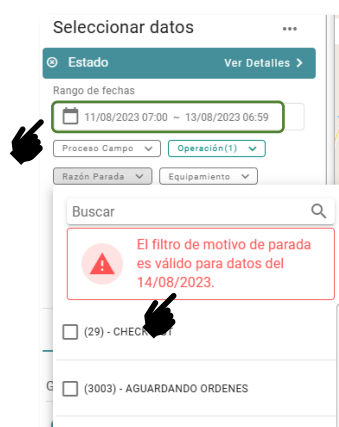 Seleccionar datos ...
Estado Ver Detalles >
Rango de fechas
11/08/2023 07:00 ~ 13/08/2023 06:59
Proceso Campo Operación(1)
Razón Parada Equipamiento
Buscar
El filtro de motivo de parada
es válido para datos del
14/08/2023.
(29) - CHECK
(3003) - AGUARDANDO ORDENES